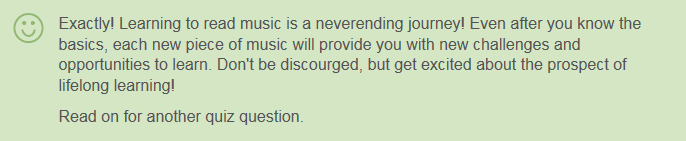 Exactly! Learning to read music is a neverending journey! Even after you know the
basics, each new piece of music will provide you with new challenges and
opportunities to learn. Don't be discourged, but get excited about the prospect of
lifelong learning!
Read on for another quiz question.